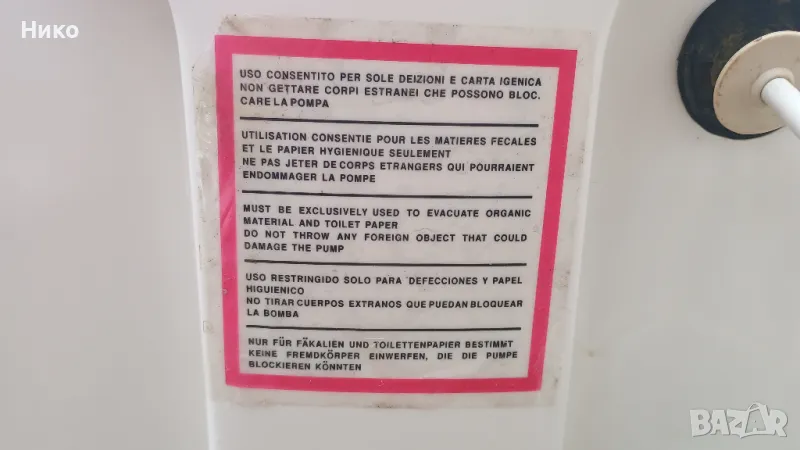 Нико
USO CONSENTITO PER SOLE DEIZIONI E CARTA IGENICA
NON GETTARE CORPI ESTRANEI CHE POSSONO BLOC.
CARE LA POMPA
UTILISATION CONSENTIE POUR LES MATIERES FECALES
ET LE PAPIER HYGIENIQUE SEULEMENT
NE PAS JETER DE CORPS ETRANGERS QUI POURRAIENT
ENDOMMAGER LA POMPE
MUST BE EXCLUSIVELY USED TO EVACUATE ORGANIC
MATERIAL AND TOILET PAPER
DO NOT THROW ANY FOREIGN OBJECT THAT COULD
DAMAGE THE PUMP
USO RESTRINGIDO SOLO PARA DEFECCIONES Y PAPEL
HIGUIENICO
NO TIRAR CUERPOS EXTRANOS QUE PUEDAN BLOQUEAR
LA BOMBA
NUR FÜR FÄKALIEN UND TOILETTENPAPIER BESTIMMT
KEINE FREMDKÖRPER EINWERFEN, DIE DIE PUMPE
BLOCKIEREN KÖNNTEN
BAZAR